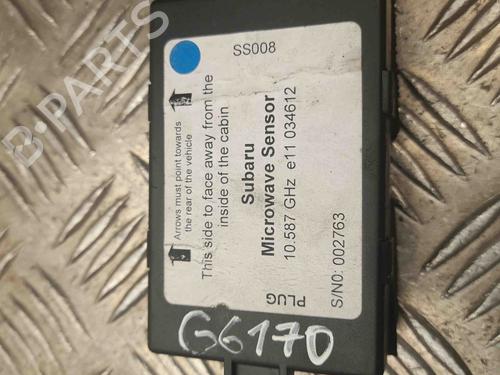 SS008
Arrows must point towards
the rear of the vehicle
This side to face away from the
inside of the cabin
Subaru
Microwave Sensor
10.587 GHz e11 034612
PLUG
S/N0: 002763
G6170
B-PARTS